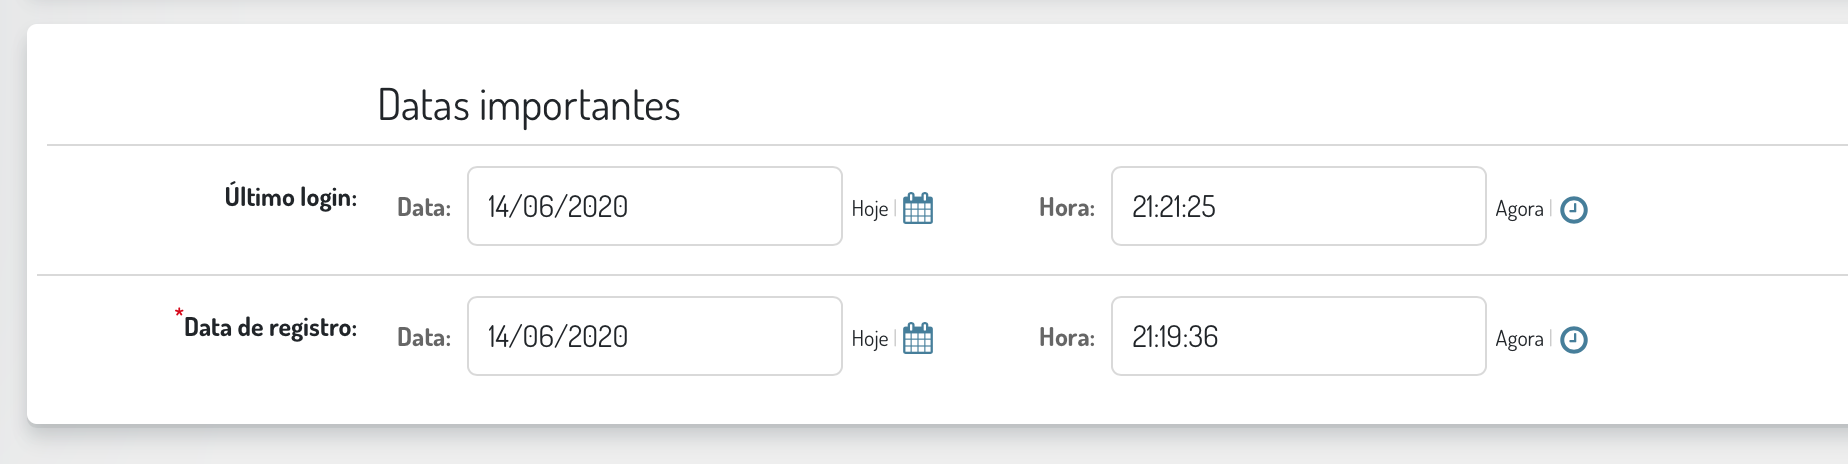 Datas importantes
Último login: Data: 14/06/2020 Hoje | Hora: 21:21:25 Agora |
*Data de registro: Data: 14/06/2020 Hoje | Hora: 21:19:36 Agora |